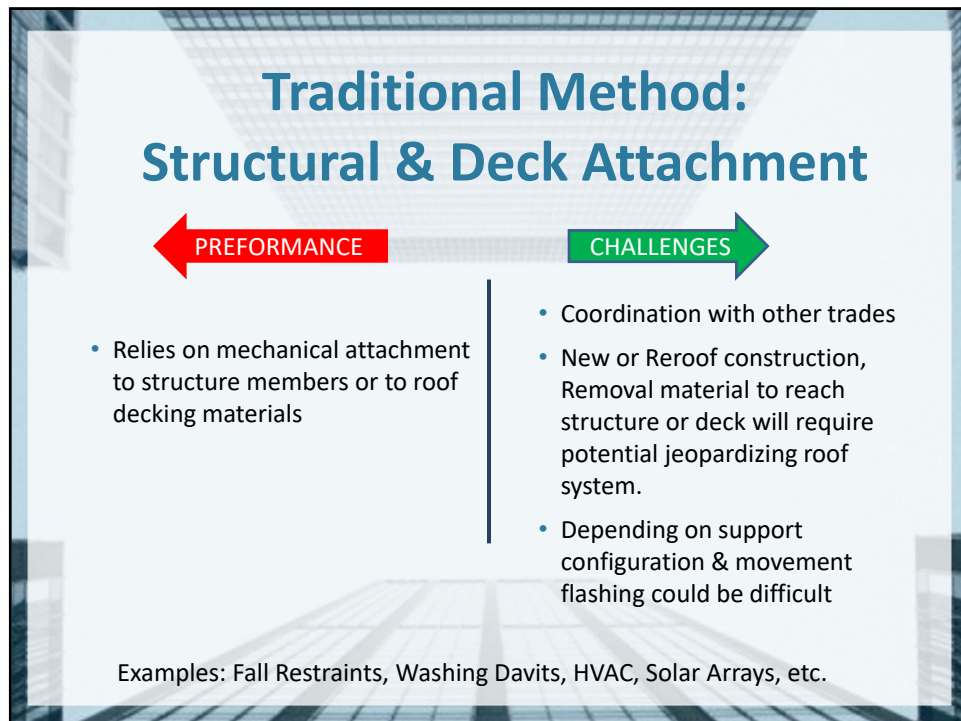 Traditional Method:
Structural & Deck Attachment
PREFORMANCE
• Relies on mechanical attachment
to structure members or to roof
decking materials
CHALLENGES
• Coordination with other trades
• New or Reroof construction,
Removal material to reach
structure or deck will require
potential jeopardizing roof
system.
• Depending on support
configuration & movement
flashing could be difficult
Examples: Fall Restraints, Washing Davits, HVAC, Solar Arrays, etc.